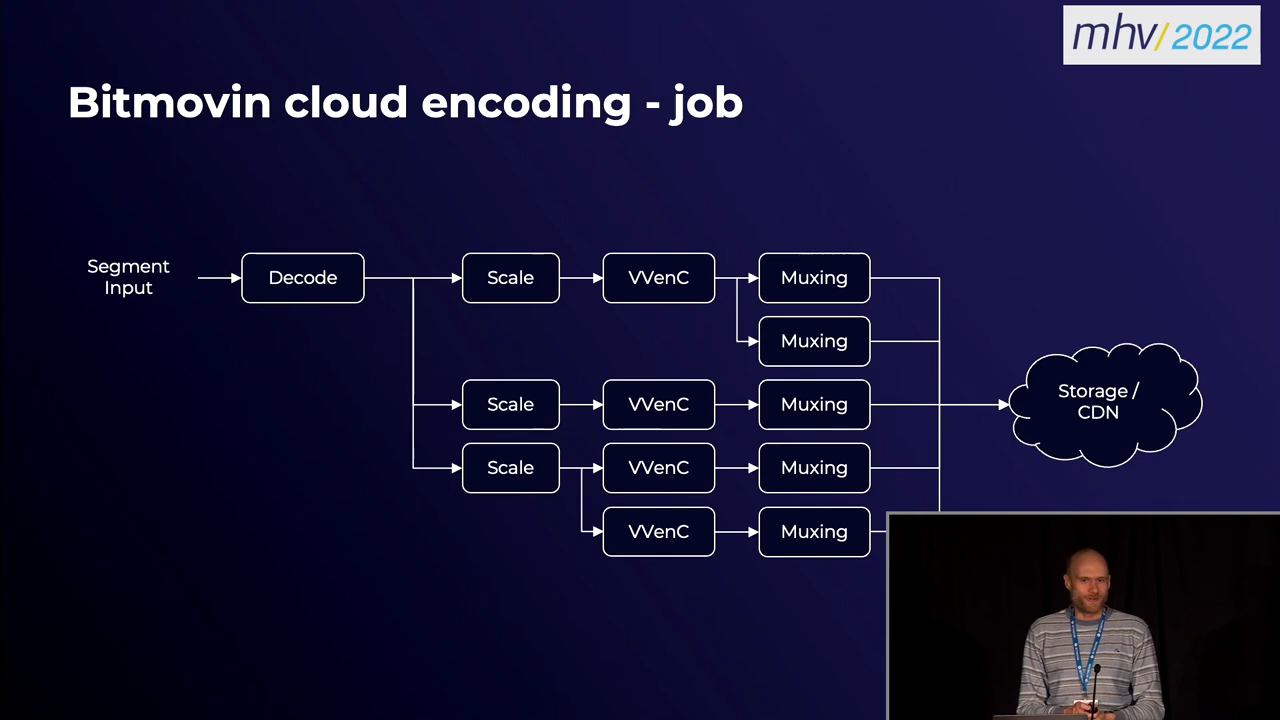 mhv/2022
Bitmovin cloud encoding - job
Segment
Input
Decode
Scale
VVenC
Muxing
Muxing
Scale
VVenC
Muxing
Storage /
CDN
Scale
VVenC
Muxing
VVenC
Muxing